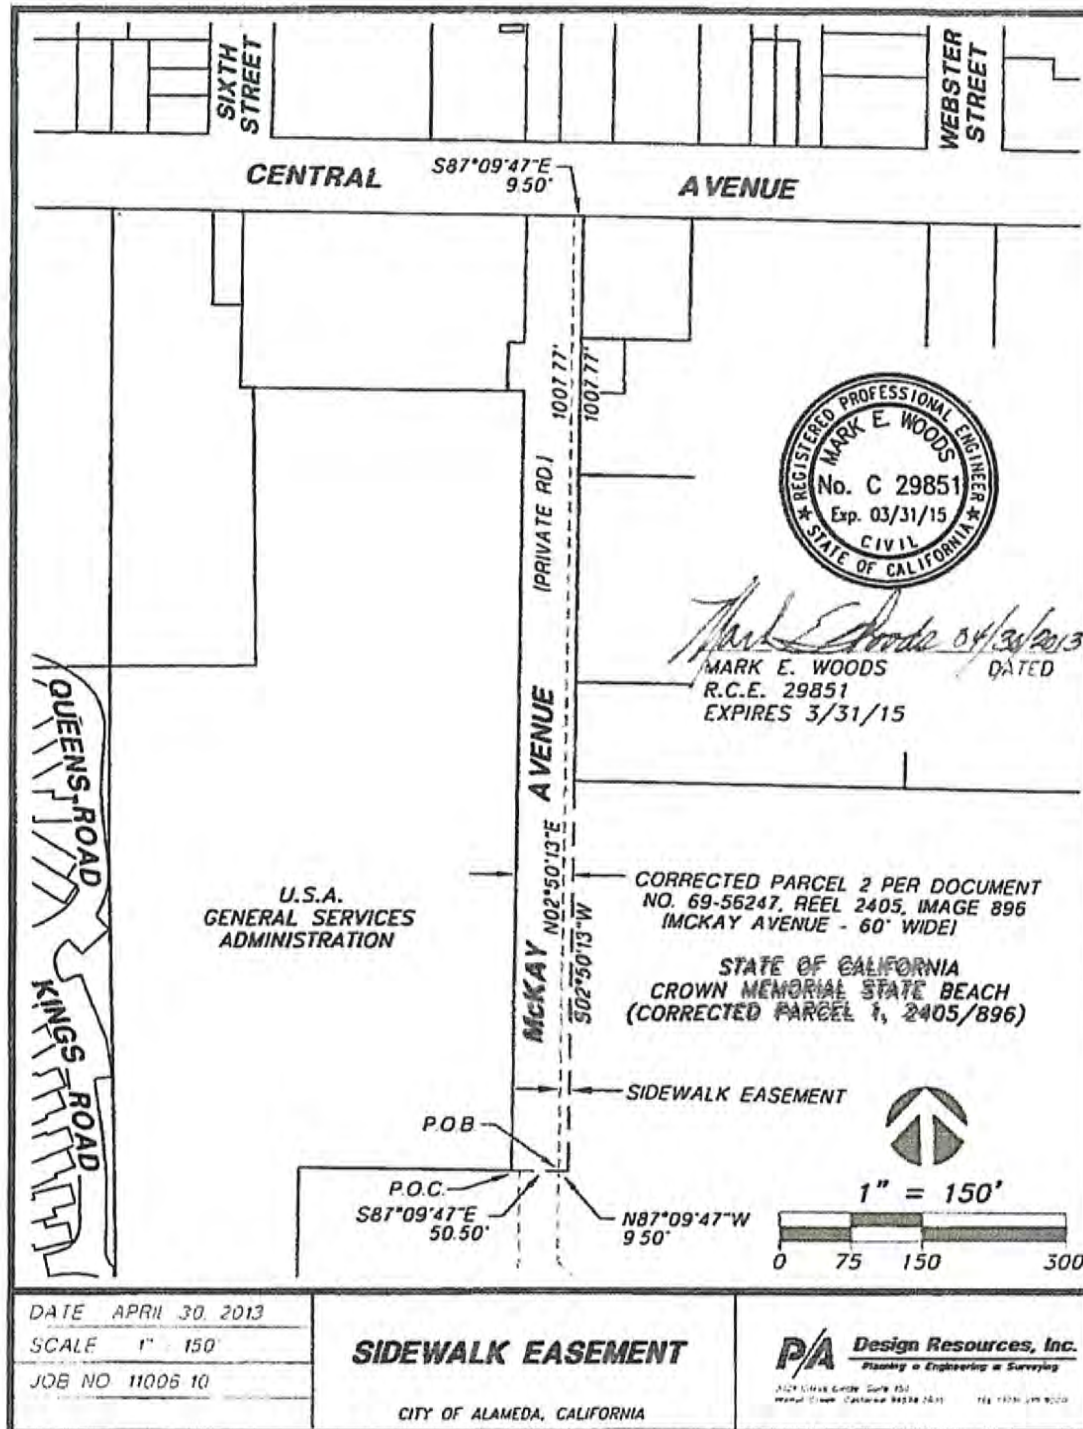 SIXTH
STREET
WEBSTER
STREET
CENTRAL
AVENUE
S87°09'47"E
9.50'
1007.77'
1007.77'
(PRIVATE RD.)
McKAY AVENUE
N02°50'13"E
S02°50'13"W
REGISTERED PROFESSIONAL ENGINEER
MARK E. WOODS
No. C 29851
Exp. 03/31/15
CIVIL
STATE OF CALIFORNIA
Mark E Woods 04/30/2013
MARK E. WOODS DATED
R.C.E. 29851
EXPIRES 3/31/15
QUEENS ROAD
KINGS ROAD
U.S.A.
GENERAL SERVICES
ADMINISTRATION
CORRECTED PARCEL 2 PER DOCUMENT
NO. 69-56247, REEL 2405, IMAGE 896
(MCKAY AVENUE - 60' WIDE)
STATE OF CALIFORNIA
CROWN MEMORIAL STATE BEACH
(CORRECTED PARCEL 1, 2405/896)
SIDEWALK EASEMENT
P.O.B.
P.O.C.
S87°09'47"E
50.50'
N87°09'47"W
9.50'
1" = 150'
0 75 150 300
DATE APRIL 30, 2013
SCALE 1" 150'
JOB NO 11006.10
SIDEWALK EASEMENT
CITY OF ALAMEDA, CALIFORNIA
P/A Design Resources, Inc.
Planning • Engineering • Surveying